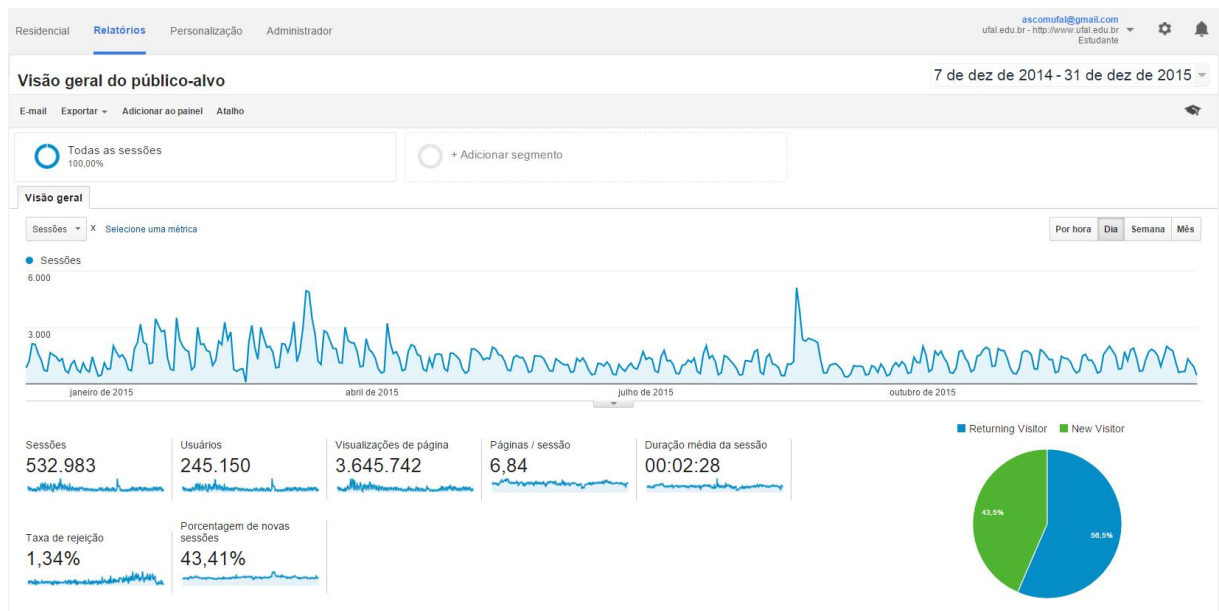 Residencial Relatórios Personalização Administrador
ascomufal@gmail.com
ufal.edu.br - http://www.ufal.edu.br
Estudante
Visão geral do público-alvo
7 de dez de 2014 - 31 de dez de 2015
E-mail Exportar Adicionar ao painel Atalho
Todas as sessões
100,00%
+ Adicionar segmento
Visão geral
Sessões X Selecione uma métrica
Por hora Dia Semana Mês
Sessões
6.000
3.000
janeiro de 2015 abril de 2015 julho de 2015 outubro de 2015
Sessões
532.983
Usuários
245.150
Visualizações de página
3.645.742
Páginas / sessão
6,84
Duração média da sessão
00:02:28
Taxa de rejeição
1,34%
Porcentagem de novas
sessões
43,41%
Returning Visitor New Visitor
43,5%
56,5%